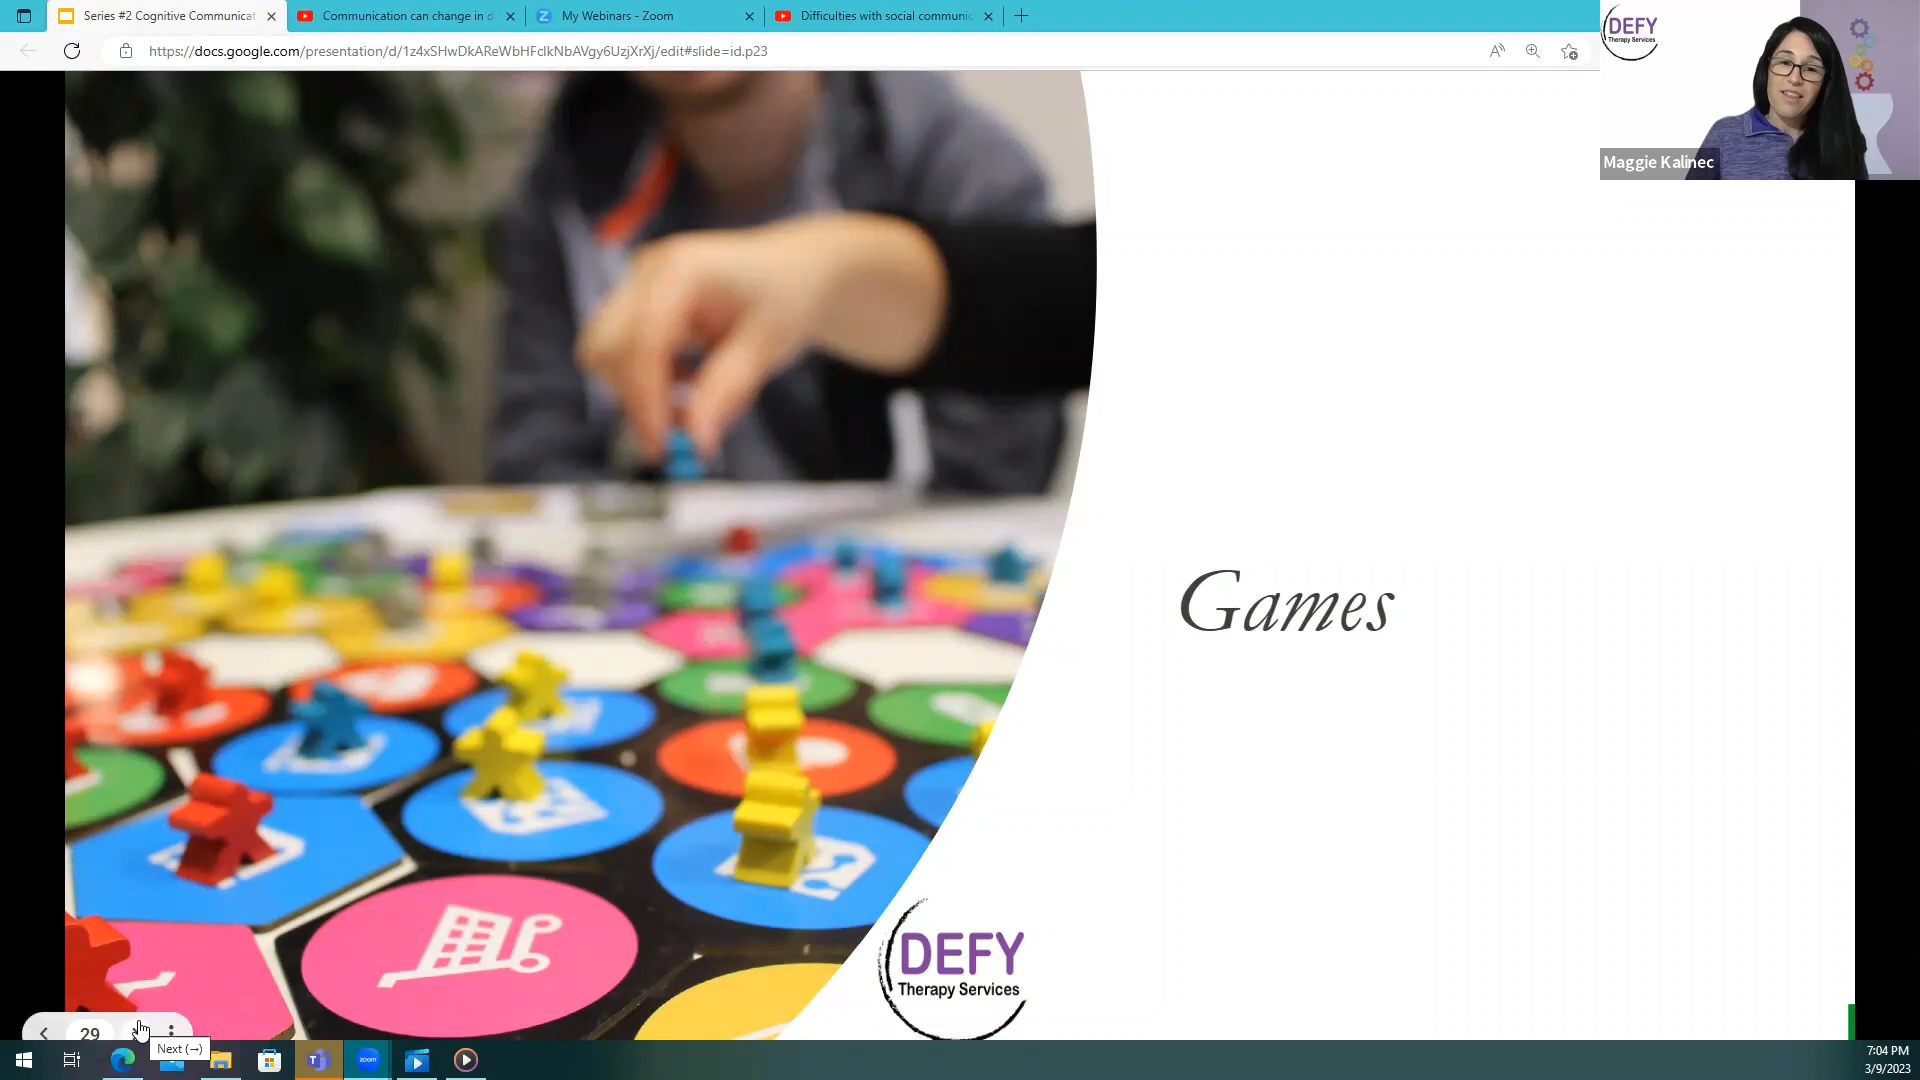 Series #2 Cognitive Communicat
Communication can change in d
My Webinars - Zoom
Difficulties with social communic
https://docs.google.com/presentation/d/1z4xSHwDkAReWbHFclkNbAVgy6UzjXrXj/edit#slide=id.p23
DEFY
Therapy Services
Maggie Kalinec
Games
DEFY
Therapy Services
29
Next (→)
zoom
7:04 PM
3/9/2023